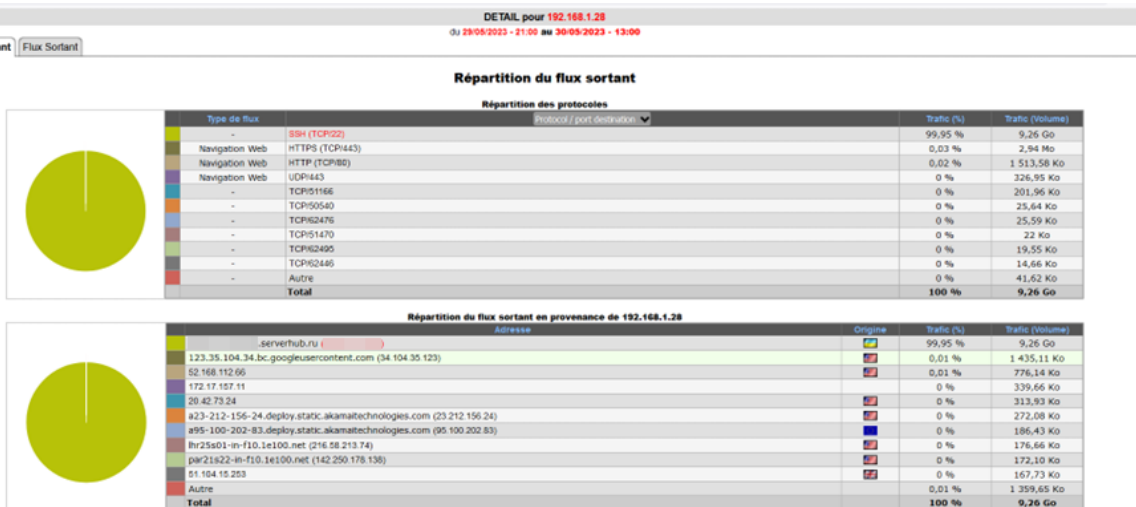 DETAIL pour 192.168.1.28
du 29/05/2023 - 21:00 au 30/05/2023 - 13:00
ant Flux Sortant
Répartition du flux sortant
Répartition des protocoles
Type de flux Protocol / port destination Trafic (%) Trafic (Volume)
- SSH (TCP/22) 99,95 % 9,26 Go
Navigation Web HTTPS (TCP/443) 0,03 % 2,94 Mo
Navigation Web HTTP (TCP/80) 0,02 % 1 513,58 Ko
Navigation Web UDP/443 0 % 326,95 Ko
- TCP/51166 0 % 201,96 Ko
- TCP/50540 0 % 25,64 Ko
- TCP/62476 0 % 25,59 Ko
- TCP/51470 0 % 22 Ko
- TCP/62495 0 % 19,55 Ko
- TCP/62446 0 % 14,66 Ko
- Autre 0 % 41,62 Ko
Total 100 % 9,26 Go
Répartition du flux sortant en provenance de 192.168.1.28
Adresse Origine Trafic (%) Trafic (Volume)
.serverhub.ru ( ) 99,95 % 9,26 Go
123.35.104.34.bc.googleusercontent.com (34.104.35.123) 0,01 % 1 435,11 Ko
52.168.112.66 0,01 % 776,14 Ko
172.17.157.11 0 % 339,66 Ko
20.42.73.24 0 % 313,93 Ko
a23-212-156-24.deploy.static.akamaitechnologies.com (23.212.156.24) 0 % 272,08 Ko
a95-100-202-83.deploy.static.akamaitechnologies.com (95.100.202.83) 0 % 186,43 Ko
lhr25s01-in-f10.1e100.net (216.58.213.74) 0 % 176,66 Ko
par21s22-in-f10.1e100.net (142.250.178.138) 0 % 172,10 Ko
51.104.15.253 0 % 167,73 Ko
Autre 0,01 % 1 359,65 Ko
Total 100 % 9,26 Go